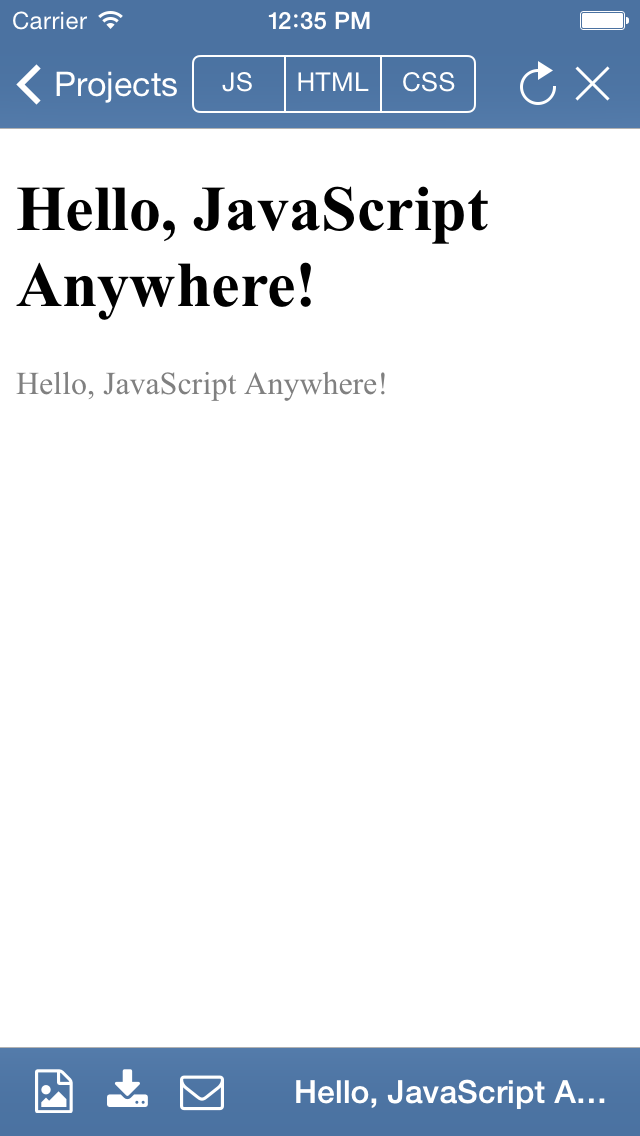 Carrier 12:35 PM
Projects JS HTML CSS
Hello, JavaScript
Anywhere!
Hello, JavaScript Anywhere!
Hello, JavaScript A...